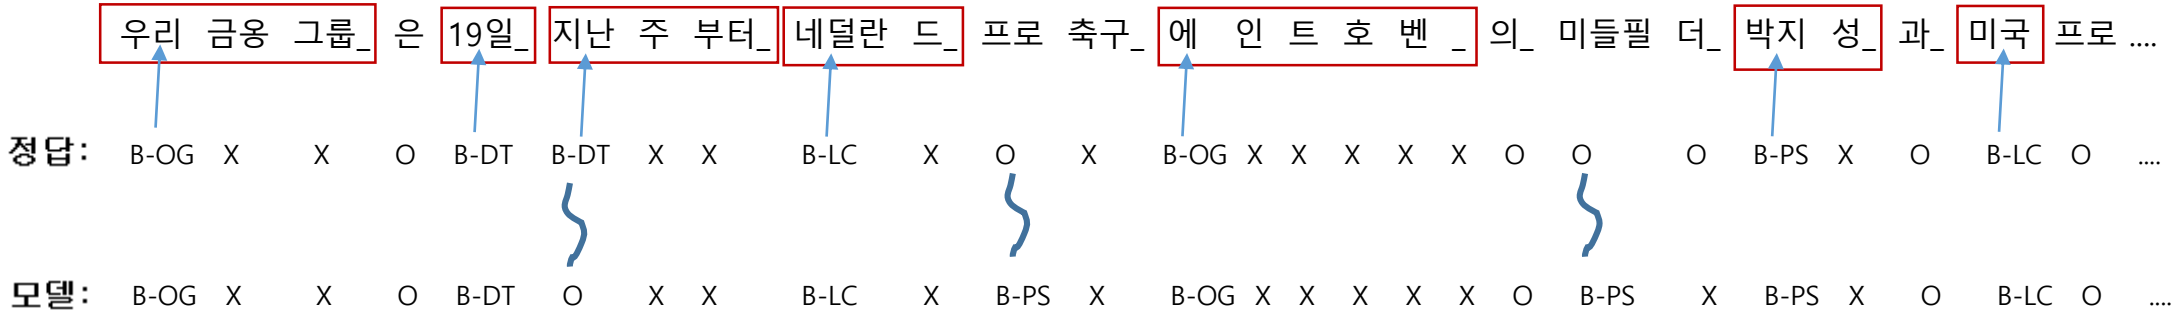 우리 금융 그룹_ 은 19일_ 지난 주 부터_ 네덜란 드_ 프로 축구_ 에 인 트 호 벤 _ 의_ 미들필 더_ 박지 성_ 과_ 미국 프로 ....
정답: B-OG X X O B-DT B-DT X X B-LC X O X B-OG X X X X X O O O B-PS X O B-LC O ....
모델: B-OG X X O B-DT O X X B-LC X B-PS X B-OG X X X X X O B-PS X B-PS X O B-LC O ....